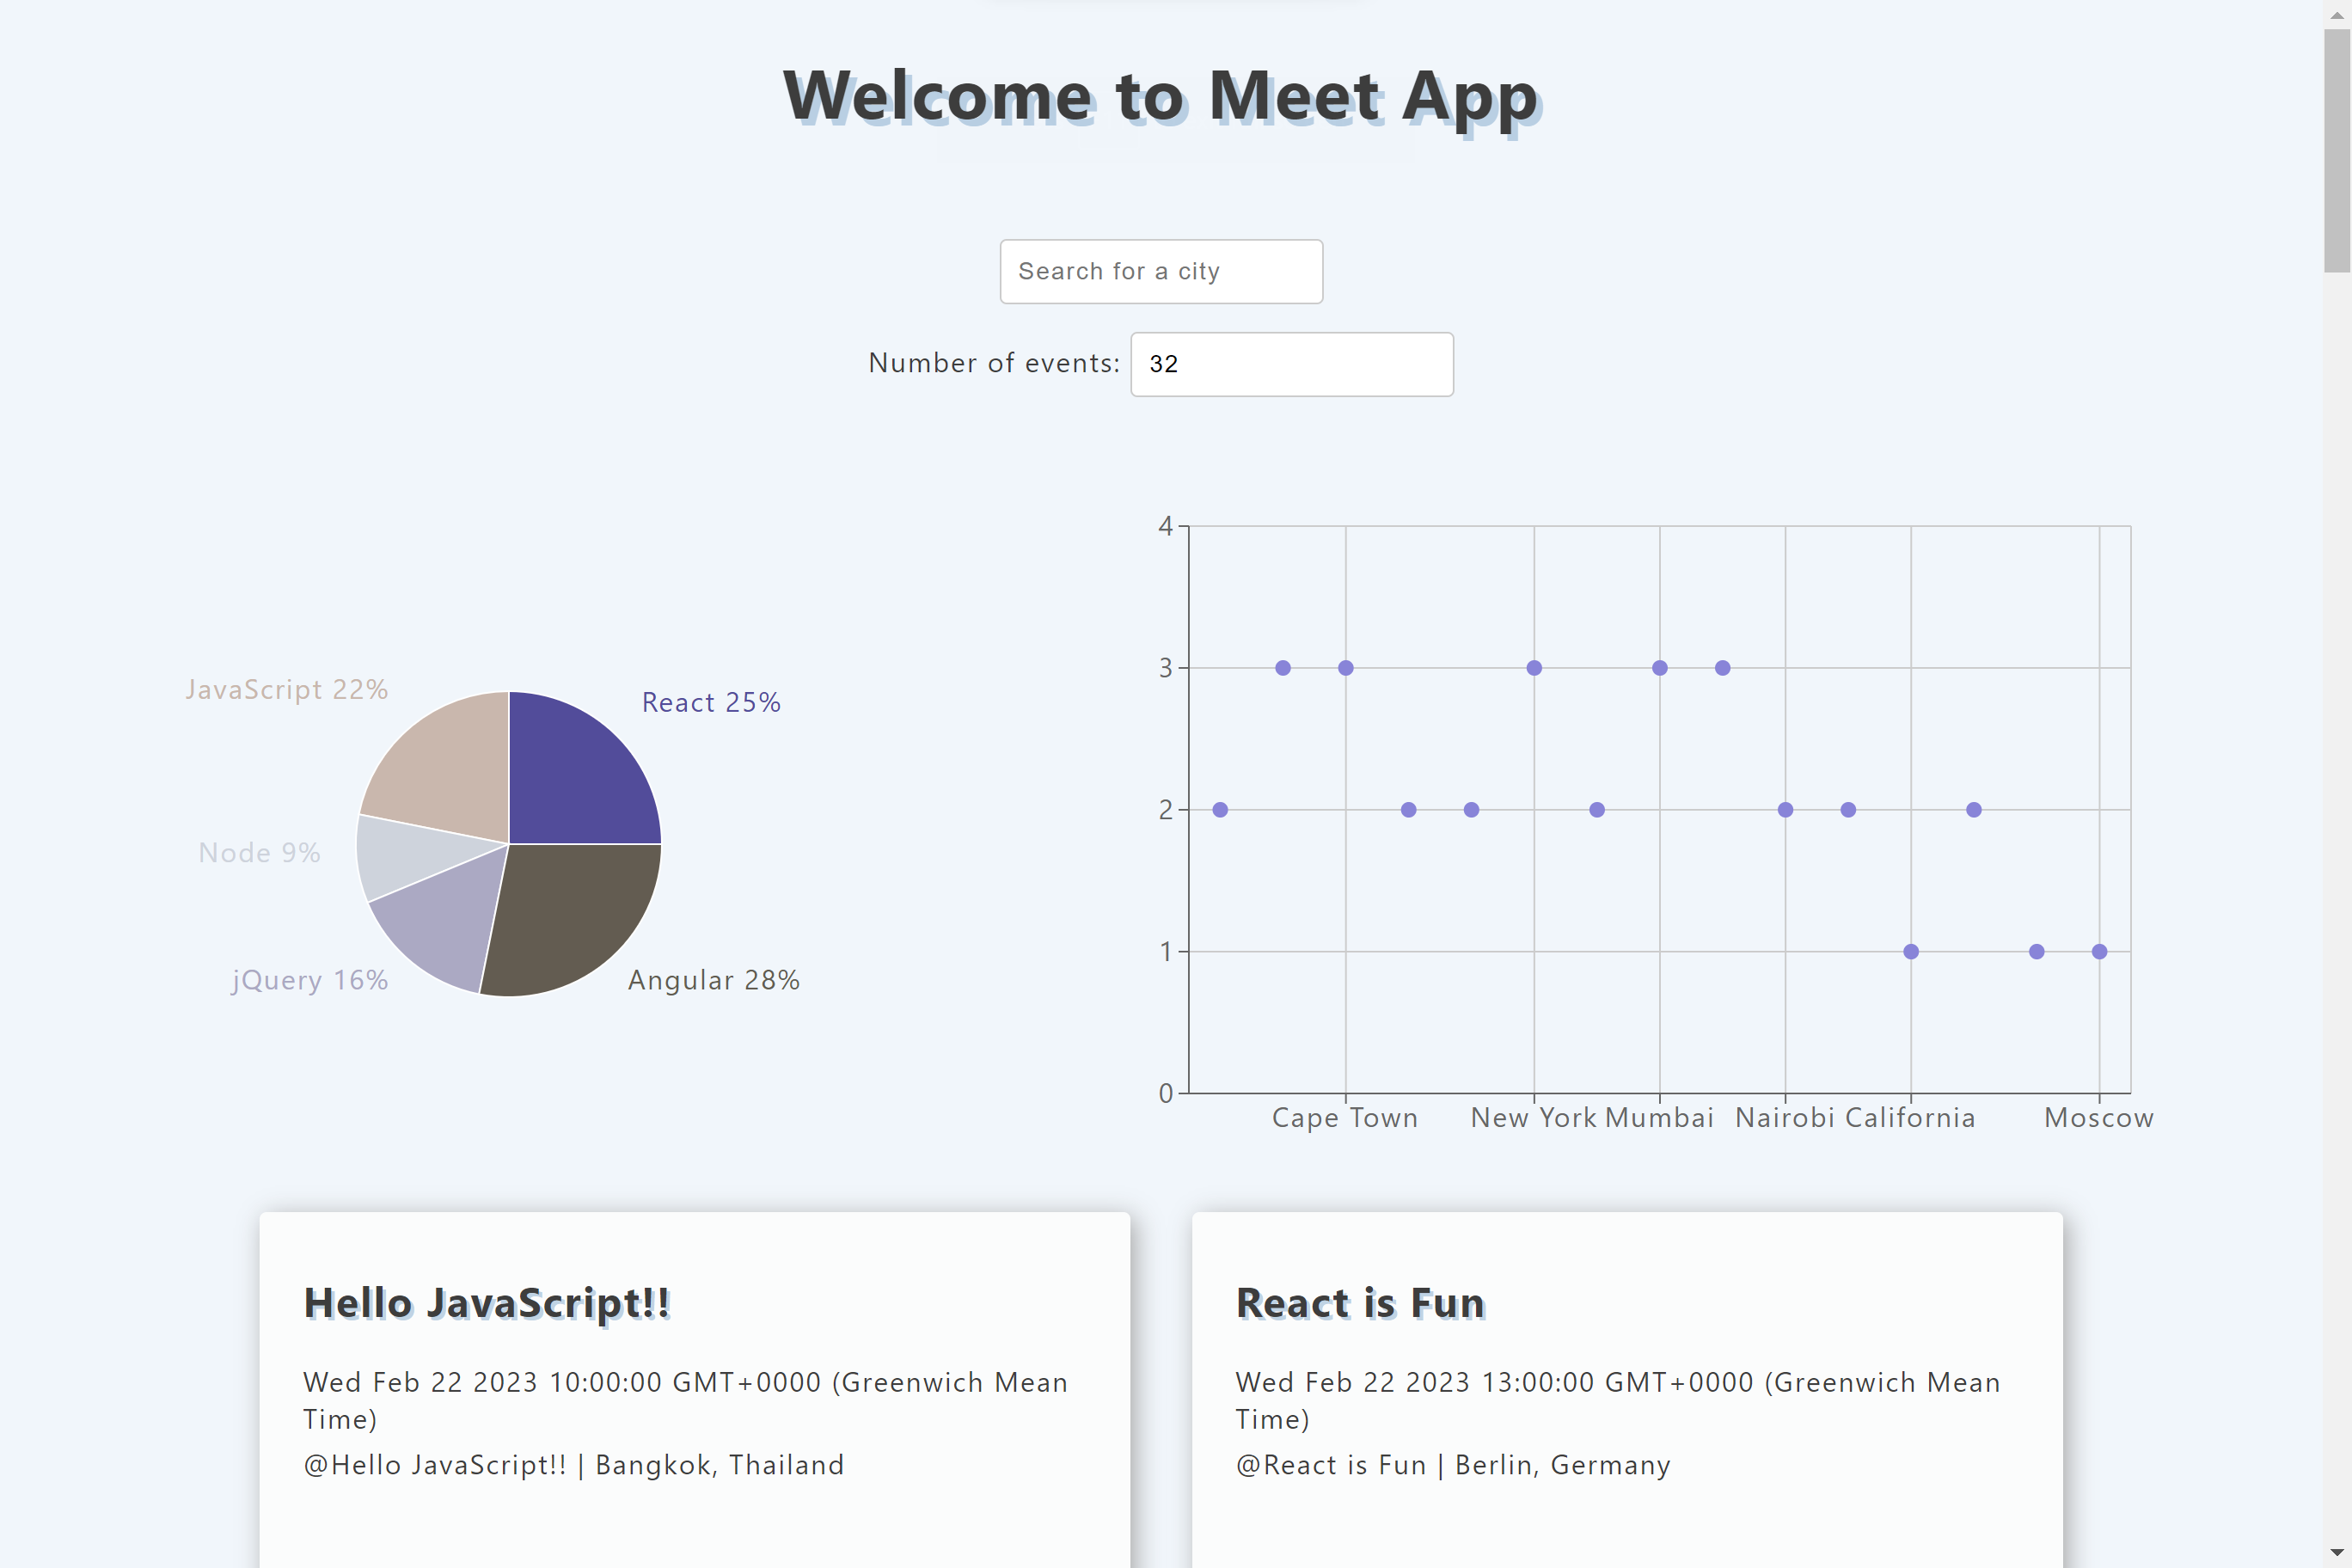 Welcome to Meet App
Search for a city
Number of events: 32
JavaScript 22%
React 25%
Node 9%
jQuery 16%
Angular 28%
4
3
2
1
0
Cape Town New York Mumbai Nairobi California Moscow
Hello JavaScript!!
Wed Feb 22 2023 10:00:00 GMT+0000 (Greenwich Mean
Time)
@Hello JavaScript!! | Bangkok, Thailand
React is Fun
Wed Feb 22 2023 13:00:00 GMT+0000 (Greenwich Mean
Time)
@React is Fun | Berlin, Germany